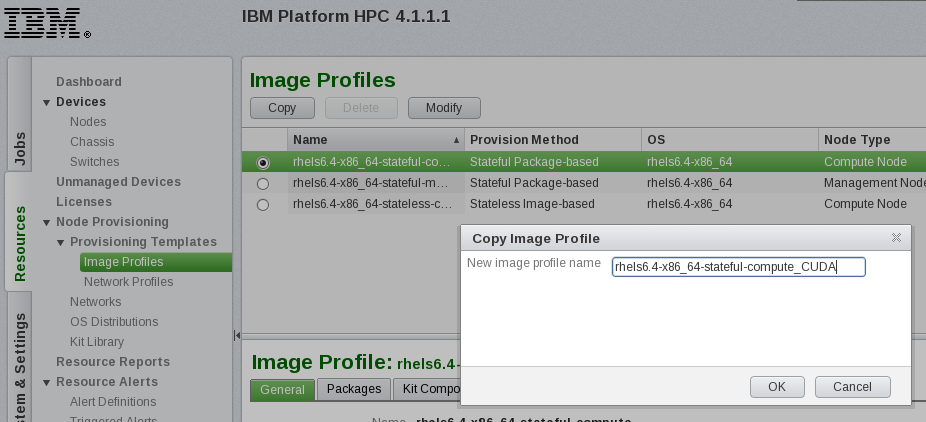 IBM®
IBM Platform HPC 4.1.1.1
Jobs
Resources
stem & Settings
Dashboard
Devices
Nodes
Chassis
Switches
Unmanaged Devices
Licenses
Node Provisioning
Provisioning Templates
Image Profiles
Network Profiles
Networks
OS Distributions
Kit Library
Resource Reports
Resource Alerts
Alert Definitions
Triggered Alerts
Image Profiles
Copy Delete Modify
Name Provision Method OS Node Type
rhels6.4-x86_64-stateful-co... Stateful Package-based rhels6.4-x86_64 Compute Node
rhels6.4-x86_64-stateful-m... Stateful Package-based rhels6.4-x86_64 Management Node
rhels6.4-x86_64-stateless-c... Stateless Image-based rhels6.4-x86_64 Compute Node
Copy Image Profile
New image profile name rhels6.4-x86_64-stateful-compute_CUDA
OK Cancel
Image Profile: rhels6.4-
General Packages Kit Compo
Name rhels6.4-x86_64-stateful-compute